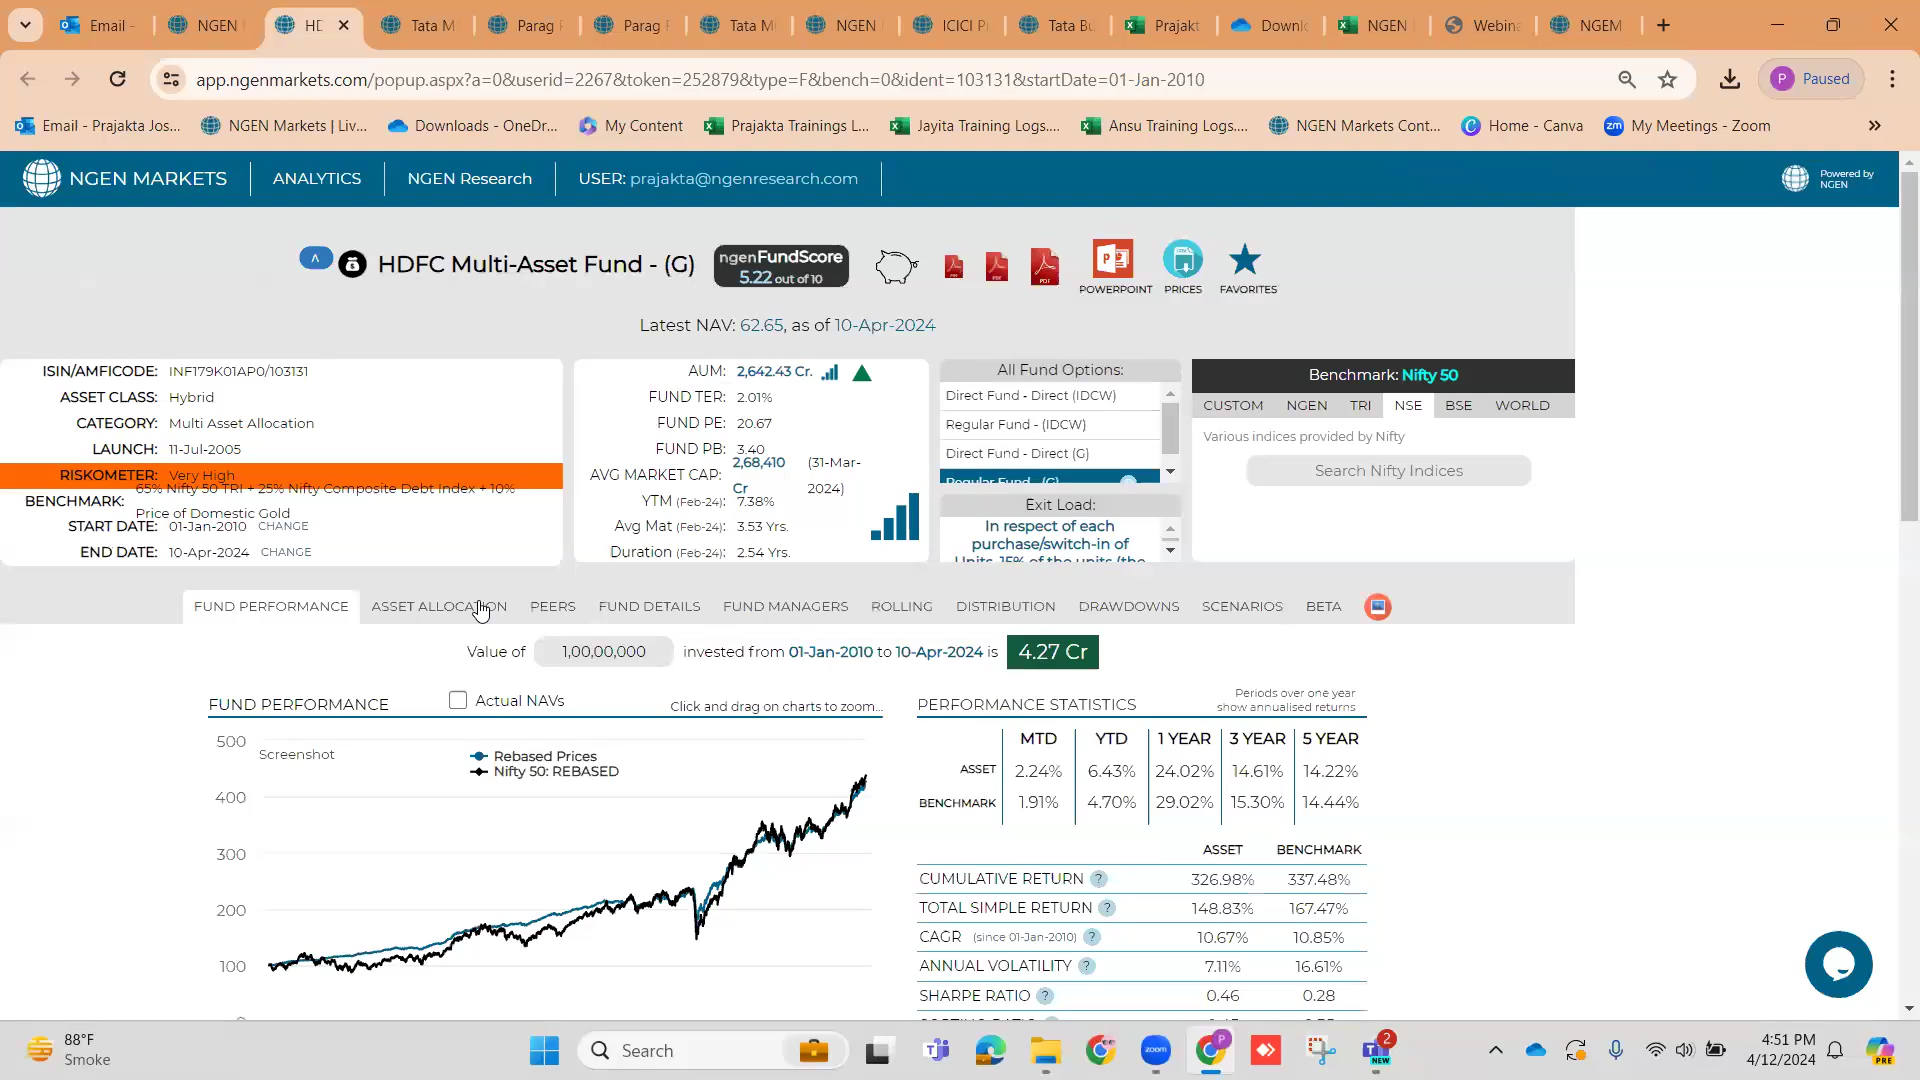 Email -
NGEN
HD
Tata M
Parag
Parag
Tata M
NGEN
ICICI P
Tata Bu
Prajakt
Downlo
NGEN
Webina
NGEM
app.ngenmarkets.com/popup.aspx?a=0&userid=2267&token=252879&type=F&bench=0&ident=103131&startDate=01-Jan-2010
P Paused
Email - Prajakta Jos...
NGEN Markets | Liv...
Downloads - OneDr...
My Content
Prajakta Trainings L...
Jayita Training Logs....
Ansu Training Logs....
NGEN Markets Cont...
Home - Canva
My Meetings - Zoom
NGEN MARKETS
ANALYTICS
NGEN Research
USER: prajakta@ngenresearch.com
Powered by
NGEN
HDFC Multi-Asset Fund - (G)
ngenFundScore
5.22 out of 10
POWERPOINT
PRICES
FAVORITES
Latest NAV: 62.65, as of 10-Apr-2024
ISIN/AMFICODE: INF179K01AP0/103131
ASSET CLASS: Hybrid
CATEGORY: Multi Asset Allocation
LAUNCH: 11-Jul-2005
RISKOMETER: Very High
BENCHMARK: 65% Nifty 50 TRI + 25% Nifty Composite Debt Index + 10%
Price of Domestic Gold
START DATE: 01-Jan-2010 CHANGE
END DATE: 10-Apr-2024 CHANGE
AUM: 2,642.43 Cr.
FUND TER: 2.01%
FUND PE: 20.67
FUND PB: 3.40
AVG MARKET CAP: 2,68,410 Cr (31-Mar-2024)
YTM (Feb-24): 7.38%
Avg Mat (Feb-24): 3.53 Yrs.
Duration (Feb-24): 2.54 Yrs.
All Fund Options:
Direct Fund - Direct (IDCW)
Regular Fund - (IDCW)
Direct Fund - Direct (G)
Regular Fund - (G)
Exit Load:
In respect of each
purchase/switch-in of
Units, 15% of the units (the
Benchmark: Nifty 50
CUSTOM
NGEN
TRI
NSE
BSE
WORLD
Various indices provided by Nifty
Search Nifty Indices
FUND PERFORMANCE
ASSET ALLOCATION
PEERS
FUND DETAILS
FUND MANAGERS
ROLLING
DISTRIBUTION
DRAWDOWNS
SCENARIOS
BETA
Value of 1,00,00,000 invested from 01-Jan-2010 to 10-Apr-2024 is 4.27 Cr
FUND PERFORMANCE
Actual NAVs
Click and drag on charts to zoom...
Screenshot
Rebased Prices
Nifty 50: REBASED
500
400
300
200
100
PERFORMANCE STATISTICS
Periods over one year
show annualised returns
MTD YTD 1 YEAR 3 YEAR 5 YEAR
ASSET 2.24% 6.43% 24.02% 14.61% 14.22%
BENCHMARK 1.91% 4.70% 29.02% 15.30% 14.44%
ASSET BENCHMARK
CUMULATIVE RETURN ? 326.98% 337.48%
TOTAL SIMPLE RETURN ? 148.83% 167.47%
CAGR (since 01-Jan-2010) ? 10.67% 10.85%
ANNUAL VOLATILITY ? 7.11% 16.61%
SHARPE RATIO ? 0.46 0.28
88°F
Smoke
Search
zoom
2
NEW
4:51 PM
4/12/2024
PRE